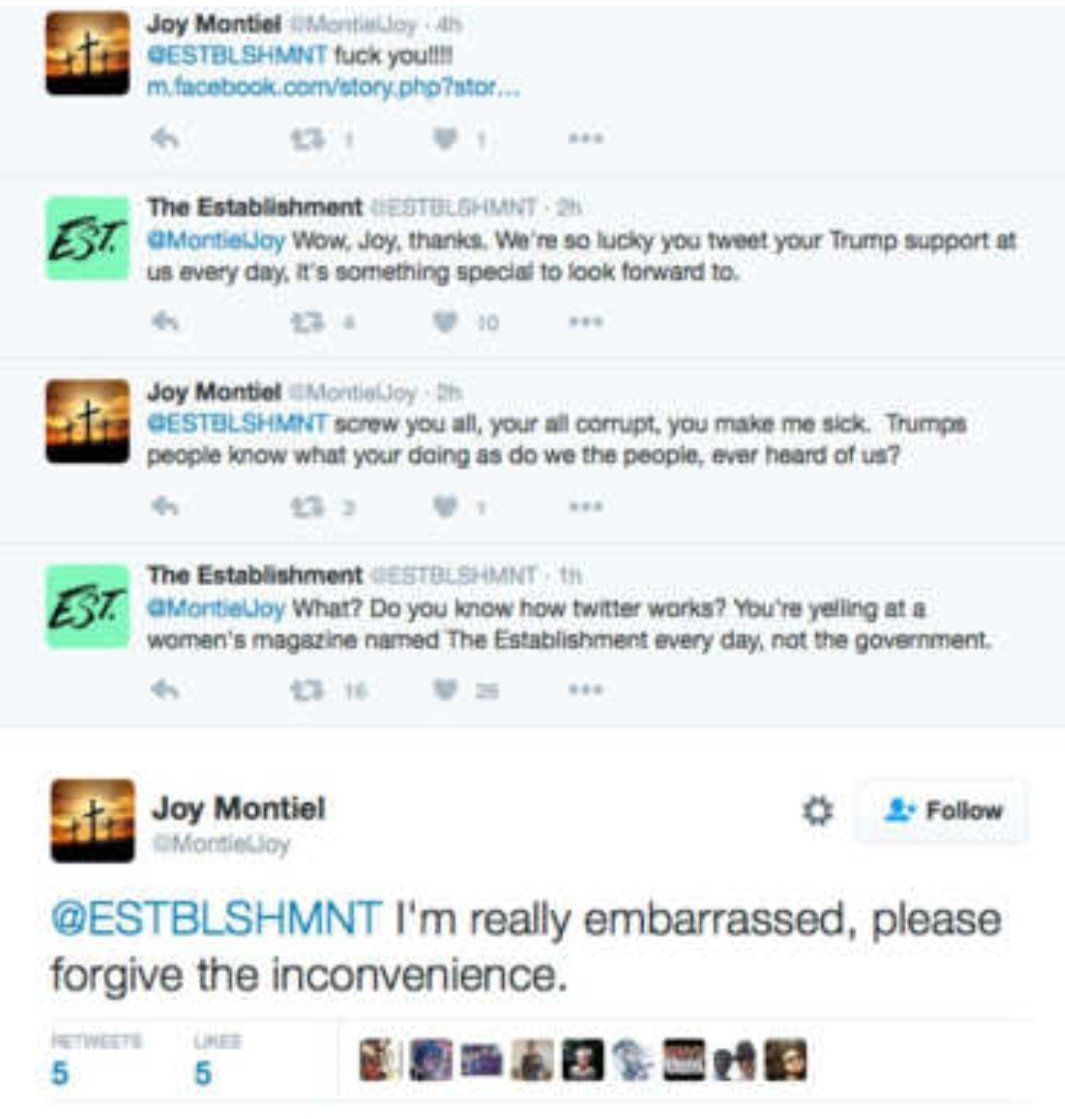 Joy Montiel @MontielJoy · 4h
@ESTBLSHMNT fuck you!!!!
m.facebook.com/story.php?stor...
1 1
EST.
The Establishment @ESTBLSHMNT · 2h
@MontielJoy Wow, Joy, thanks. We're so lucky you tweet your Trump support at
us every day, it's something special to look forward to.
4 10
Joy Montiel @MontielJoy · 2h
@ESTBLSHMNT screw you all, your all corrupt, you make me sick. Trumps
people know what your doing as do we the people, ever heard of us?
1
EST.
The Establishment @ESTBLSHMNT · 1h
@MontielJoy What? Do you know how twitter works? You're yelling at a
women's magazine named The Establishment every day, not the government.
16 26
Joy Montiel
@MontielJoy
Follow
@ESTBLSHMNT I'm really embarrassed, please
forgive the inconvenience.
RETWEETS LIKES
5 5